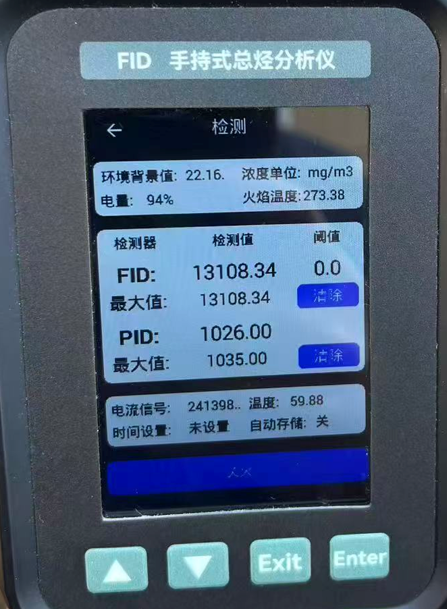 FID 手持式总烃分析仪
← 检测
环境背景值: 22.16. 浓度单位: mg/m3
电量: 94% 火焰温度:273.38
检测器 检测值 阈值
FID: 13108.34 0.0
最大值: 13108.34 清除
PID: 1026.00
最大值: 1035.00 清除
电流信号: 241398.. 温度: 59.88
时间设置: 未设置 自动存储: 关
▲ ▼ Exit Enter